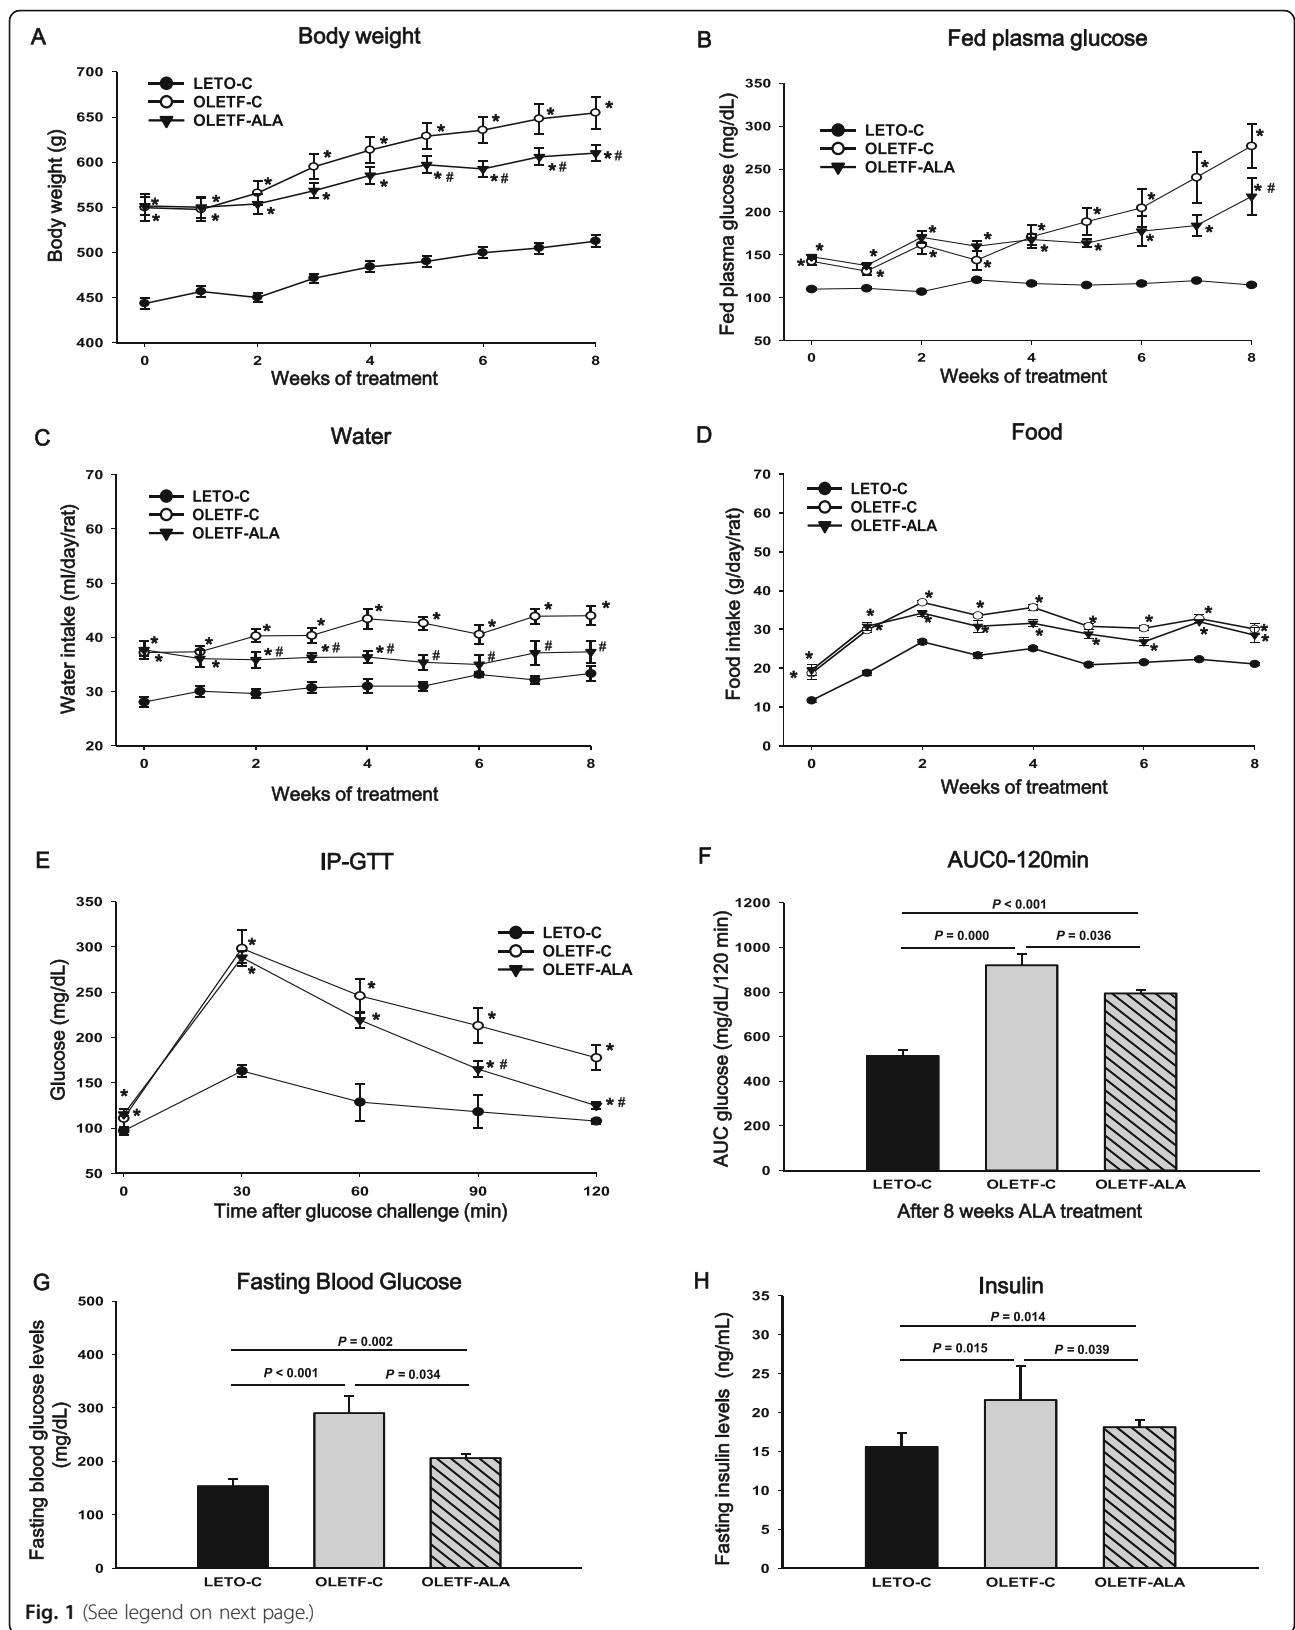 A
Body weight
Body weight (g)
700
650
600
550
500
450
400
LETO-C
OLETF-C
OLETF-ALA
* * * * * * * * *
* * * * * * # * # * # * #
0 2 4 6 8
Weeks of treatment
B
Fed plasma glucose
Fed plasma glucose (mg/dL)
350
300
250
200
150
100
50
LETO-C
OLETF-C
OLETF-ALA
* * * * * * * * *
* * * * * * * * * #
0 2 4 6 8
Weeks of treatment
C
Water
Water intake (ml/day/rat)
70
60
50
40
30
20
LETO-C
OLETF-C
OLETF-ALA
* * * * * * * * *
* * * # * # * # # # # #
0 2 4 6 8
Weeks of treatment
D
Food
Food intake (g/day/rat)
70
60
50
40
30
20
10
0
LETO-C
OLETF-C
OLETF-ALA
* * * * * * * * *
* * * * * * * * *
0 2 4 6 8
Weeks of treatment
E
IP-GTT
Glucose (mg/dL)
350
300
250
200
150
100
50
LETO-C
OLETF-C
OLETF-ALA
* * * * *
* * * * # * #
0 30 60 90 120
Time after glucose challenge (min)
F
AUC0-120min
AUC glucose (mg/dL/120 min)
1200
1000
800
600
400
200
0
P < 0.001
P = 0.000 P = 0.036
LETO-C OLETF-C OLETF-ALA
After 8 weeks ALA treatment
G
Fasting Blood Glucose
Fasting blood glucose levels
(mg/dL)
500
400
300
200
100
0
P = 0.002
P < 0.001 P = 0.034
LETO-C OLETF-C OLETF-ALA
H
Insulin
Fasting insulin levels (ng/mL)
35
30
25
20
15
10
5
0
P = 0.014
P = 0.015 P = 0.039
LETO-C OLETF-C OLETF-ALA
Fig. 1 (See legend on next page.)